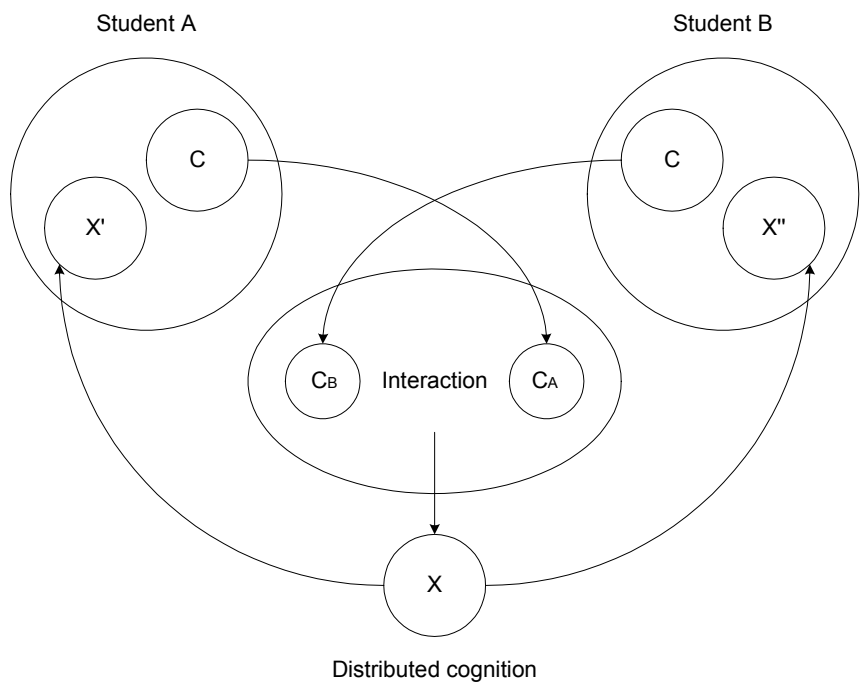 Student A
Student B
C
C
X'
X"
CB
Interaction
CA
X
Distributed cognition